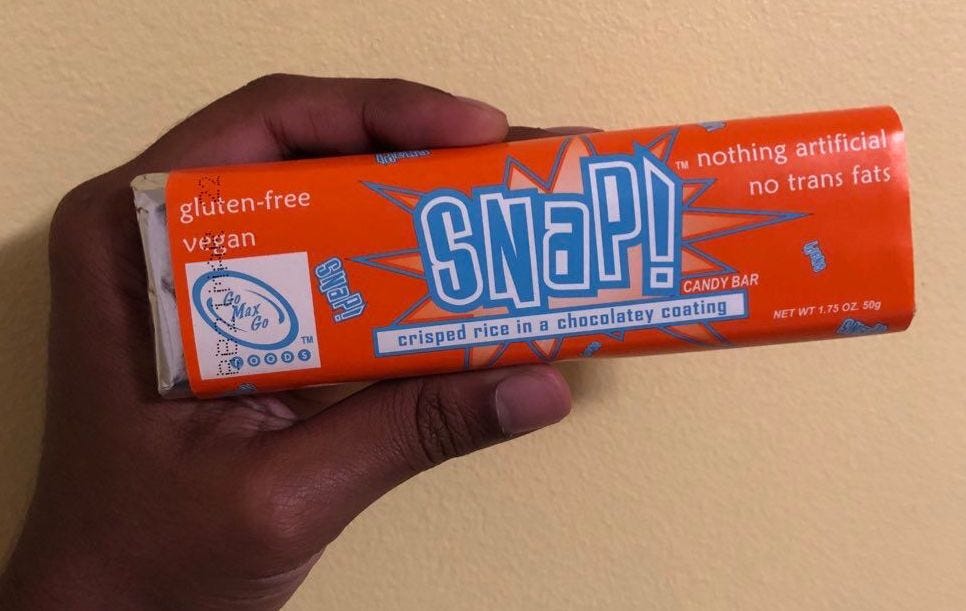 gluten-free
vegan
Go
Max
Go
TM
FOODS
SNaP!
SNaP!
TM
CANDY BAR
crisped rice in a chocolatey coating
nothing artificial
no trans fats
NET WT 1.75 OZ. 50g